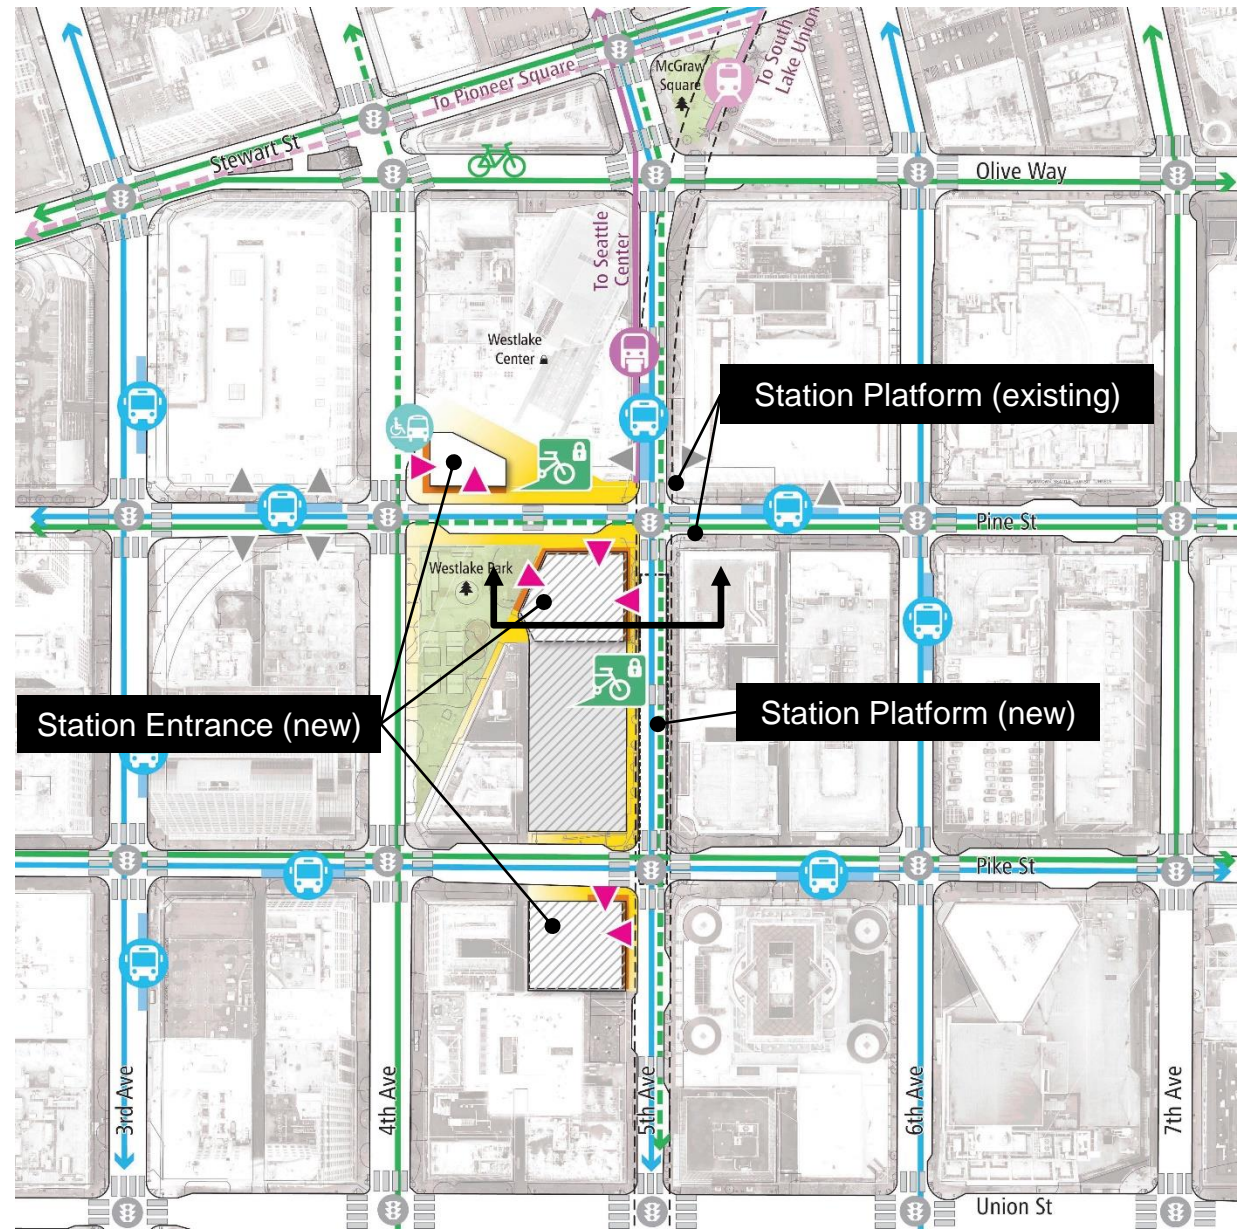 McGraw
Square
To South
Lake Union
To Pioneer Square
Stewart St
Olive Way
To Seattle
Center
Westlake
Center
Station Platform (existing)
Pine St
Westlake Park
Station Entrance (new)
Station Platform (new)
Pike St
3rd Ave
4th Ave
5th Ave
6th Ave
7th Ave
Union St